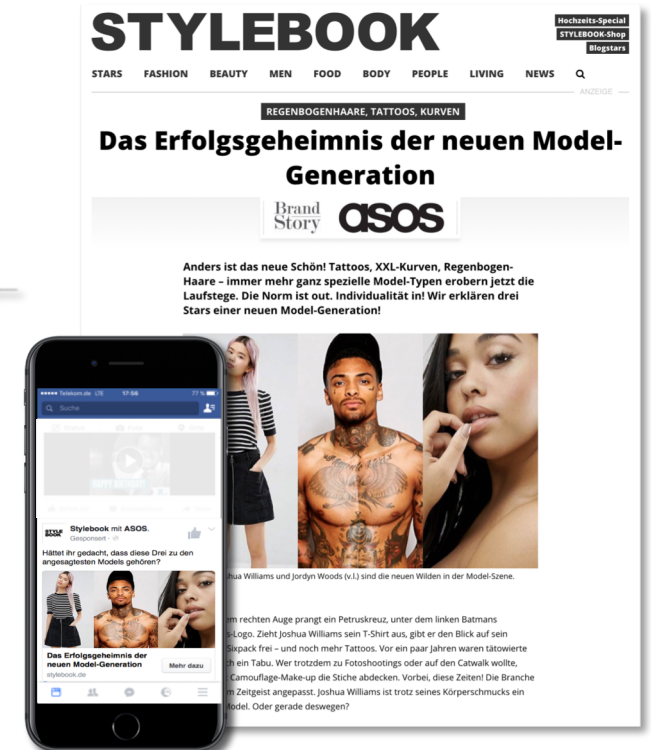 STYLEBOOK
Hochzeits-Special
STYLEBOOK-Shop
Blogstars
STARS FASHION BEAUTY MEN FOOD BODY PEOPLE LIVING NEWS
ANZEIGE
REGENBOGENHAARE, TATTOOS, KURVEN
Das Erfolgsgeheimnis der neuen Model-
Generation
Brand
Story
asos
Anders ist das neue Schön! Tattoos, XXL-Kurven, Regenbogen-
Haare – immer mehr ganz spezielle Model-Typen erobern jetzt die
Laufstege. Die Norm ist out. Individualität in! Wir erklären drei
Stars einer neuen Model-Generation!
shua Williams und Jordyn Woods (v.l.) sind die neuen Wilden in der Model-Szene.
em rechten Auge prangt ein Petruskreuz, unter dem linken Batmans
s-Logo. Zieht Joshua Williams sein T-Shirt aus, gibt er den Blick auf sein
Sixpack frei – und noch mehr Tattoos. Vor ein paar Jahren waren tätowierte
ch ein Tabu. Wer trotzdem zu Fotoshootings oder auf den Catwalk wollte,
Camouflage-Make-up die Stiche abdecken. Vorbei, diese Zeiten! Die Branche
m Zeitgeist angepasst. Joshua Williams ist trotz seines Körperschmucks ein
Model. Oder gerade deswegen?
Telekom.de LTE 17:56 77 %
Suche
HAPPY BIRTHDAY!
STYLE
BOOK
Stylebook mit ASOS.
Gesponsert
Hättet ihr gedacht, dass diese Drei zu den
angesagtesten Models gehören?
Das Erfolgsgeheimnis der
neuen Model-Generation
stylebook.de
Mehr dazu